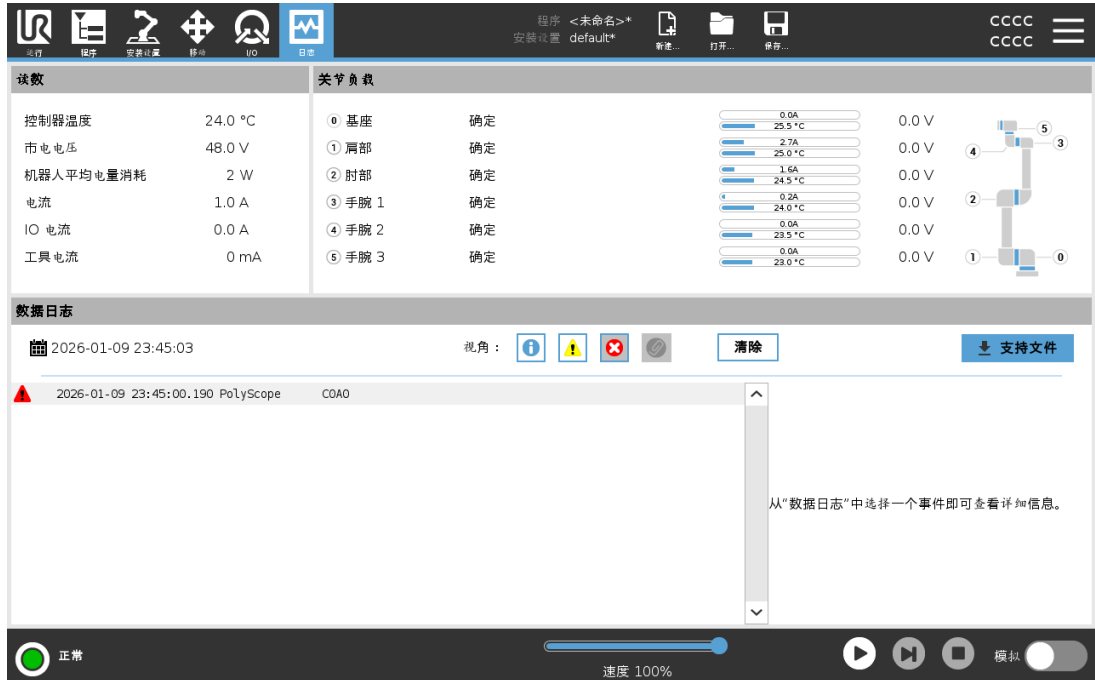 程序 <未命名>*
安装设置 default*
运行 程序 安装设置 移动 I/O 日志
新建... 打开... 保存...
CCCC
CCCC
读数
关节负载
控制器温度 24.0 °C
市电电压 48.0 V
机器人平均电量消耗 2 W
电流 1.0 A
IO 电流 0.0 A
工具电流 0 mA
0 基座 确定 0.0A 25.5 °C 0.0 V
1 肩部 确定 2.7A 25.0 °C 0.0 V
2 肘部 确定 1.6A 24.5 °C 0.0 V
3 手腕 1 确定 0.2A 24.0 °C 0.0 V
4 手腕 2 确定 0.0A 23.5 °C 0.0 V
5 手腕 3 确定 0.0A 23.0 °C 0.0 V
5
3
4
2
1 0
数据日志
2026-01-09 23:45:03 视角： 清除 支持文件
2026-01-09 23:45:00.190 PolyScope C0A0
从"数据日志"中选择一个事件即可查看详细信息。
正常
速度 100%
模拟